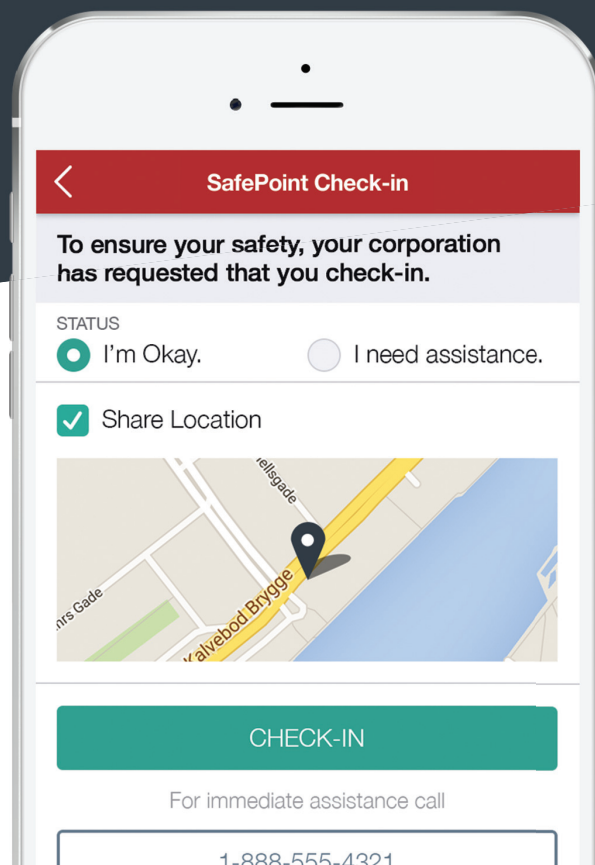 SafePoint Check-in
To ensure your safety, your corporation
has requested that you check-in.
STATUS
I'm Okay.
I need assistance.
Share Location
Kalvebod Brygge
CHECK-IN
For immediate assistance call
1-888-555-4321